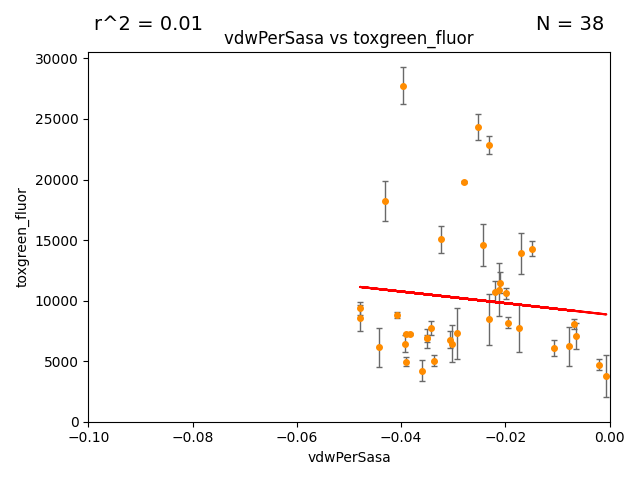 r^2 = 0.01
N = 38
vdwPerSasa vs toxgreen_fluor
30000
25000
20000
15000
10000
5000
0
toxgreen_fluor
−0.10
−0.08
−0.06
−0.04
−0.02
0.00
vdwPerSasa